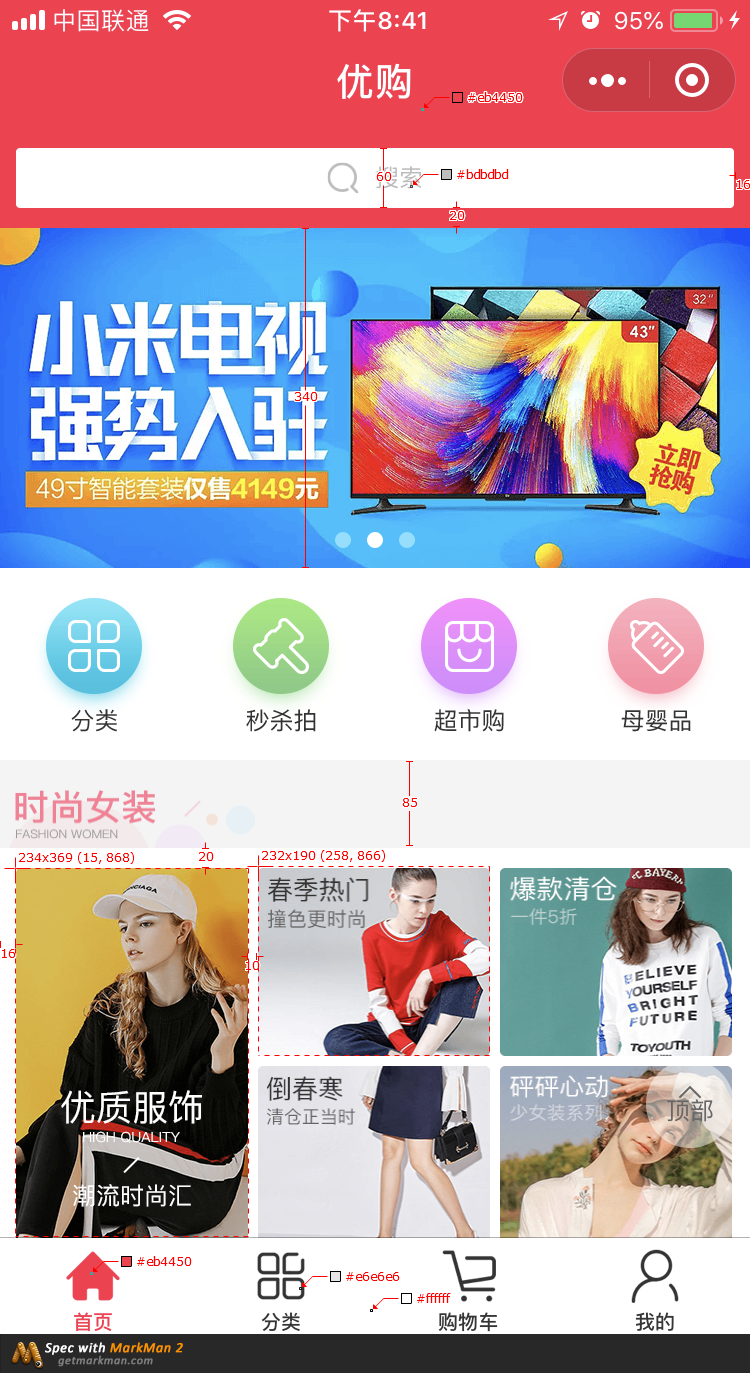 中国联通
下午8:41
95%
优购
#eb4450
搜索
60
#bdbdbd
16
20
小米电视
强势入驻
49寸智能套装仅售4149元
340
32"
43"
立即
抢购
分类
秒杀拍
超市购
母婴品
时尚女装
FASHION WOMEN
85
234x369 (15, 868)
20
232x190 (258, 866)
16
10
BALENCIAGA
优质服饰
HIGH QUALITY
潮流时尚汇
春季热门
撞色更时尚
爆款清仓
一件5折
BELIEVE
YOURSELF
BRIGHT
FUTURE
TOYOUTH
倒春寒
清仓正当时
砰砰心动
少女装系列
顶部
#eb4450
#e6e6e6
#ffffff
首页
分类
购物车
我的
Spec with MarkMan 2
getmarkman.com